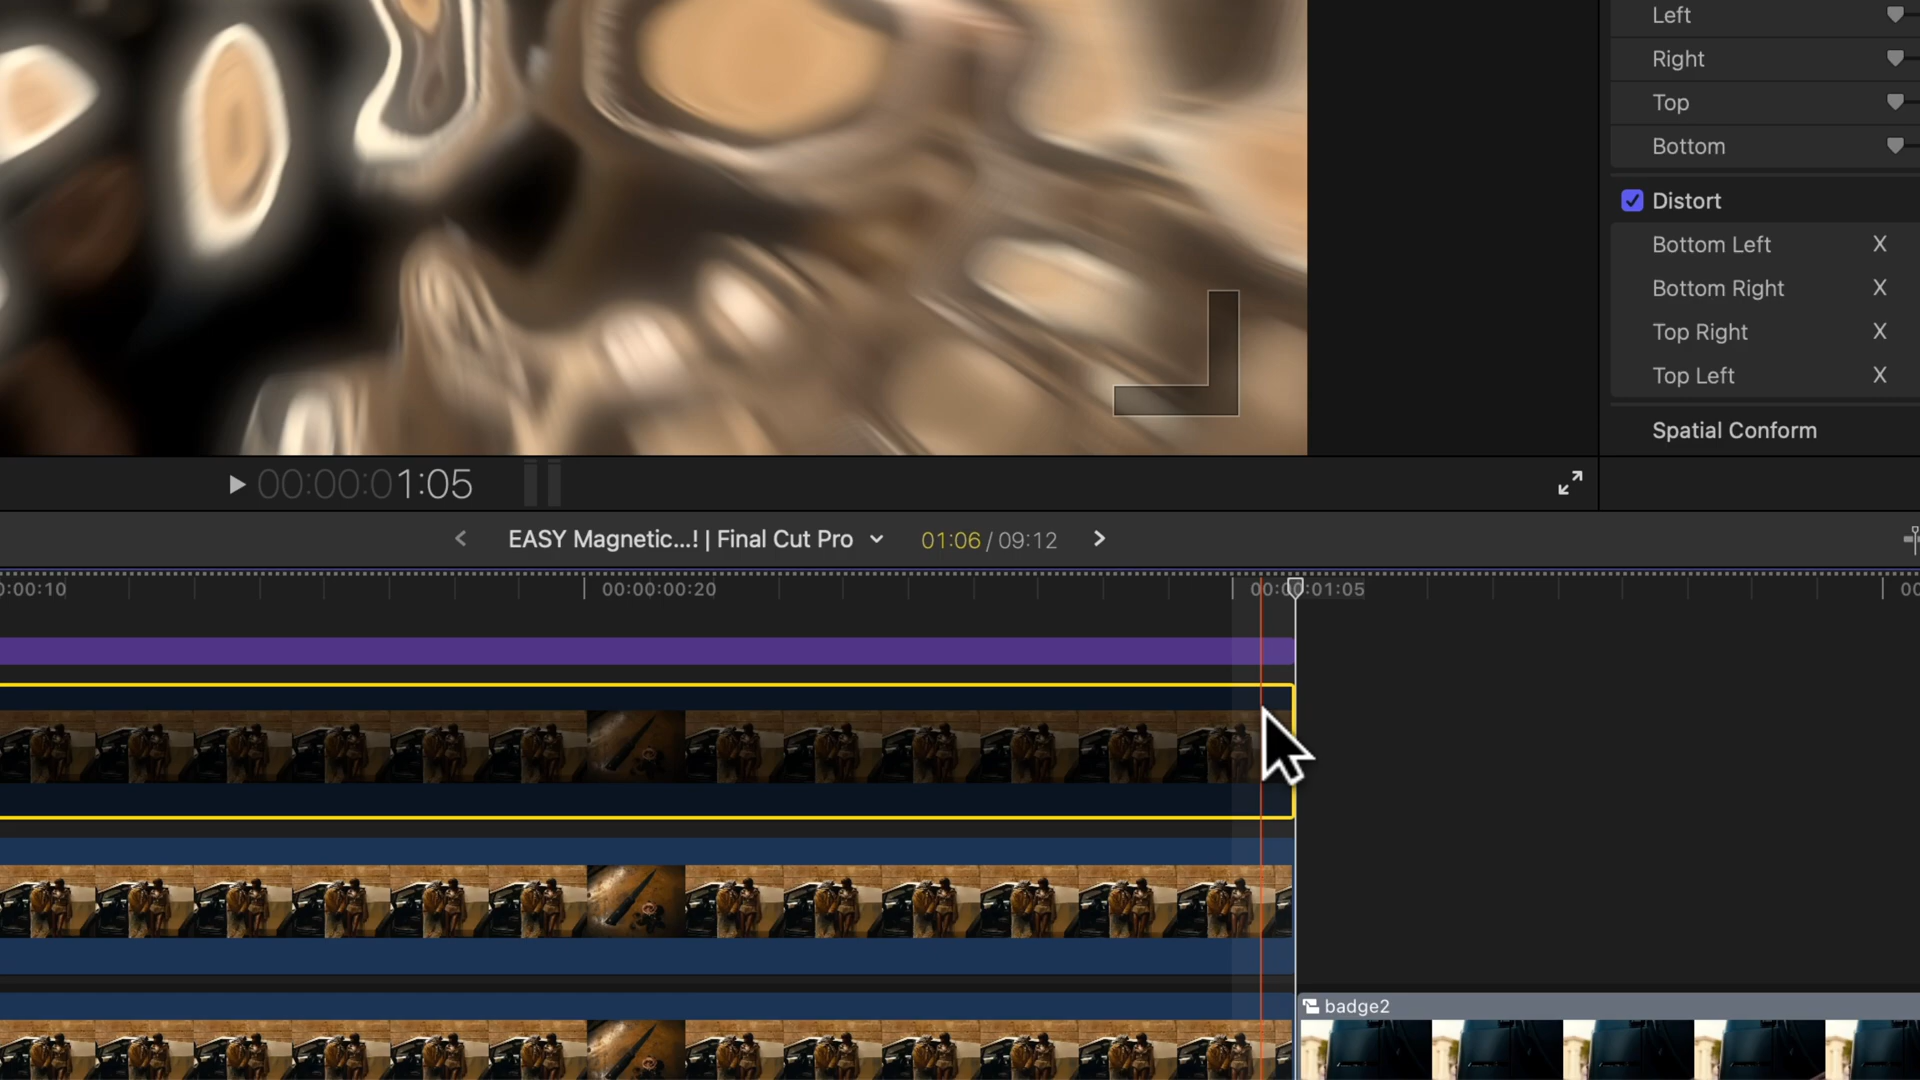 Left
Right
Top
Bottom
Distort
Bottom Left X
Bottom Right X
Top Right X
Top Left X
Spatial Conform
00:00:01:05
EASY Magnetic...! | Final Cut Pro 01:06 / 09:12
0:00:10 00:00:00:20 00:00:01:05 00
badge2